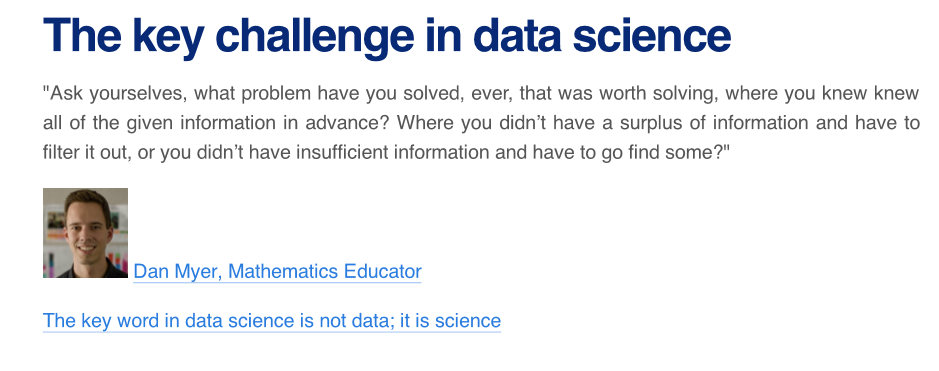 The key challenge in data science
"Ask yourselves, what problem have you solved, ever, that was worth solving, where you knew knew
all of the given information in advance? Where you didn’t have a surplus of information and have to
filter it out, or you didn’t have insufficient information and have to go find some?"
Dan Myer, Mathematics Educator
The key word in data science is not data; it is science